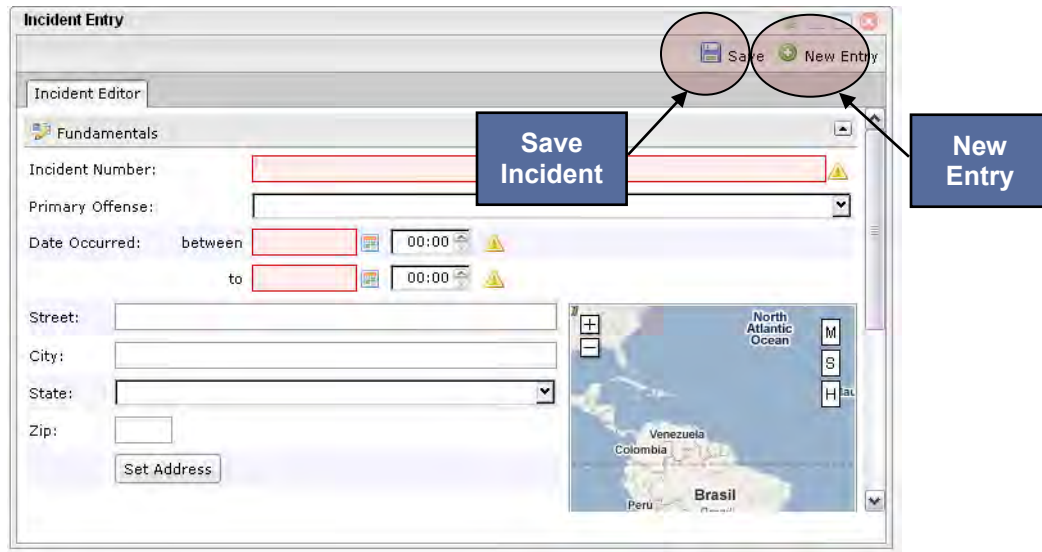 Incident Entry
Save New Entry
Incident Editor
Fundamentals
Save
Incident
New
Entry
Incident Number:
Primary Offense:
Date Occurred: between 00:00
to 00:00
Street:
City:
State:
Zip:
Set Address
North
Atlantic
Ocean
M
S
H
Venezuela
Colombia
Brasil
Peru